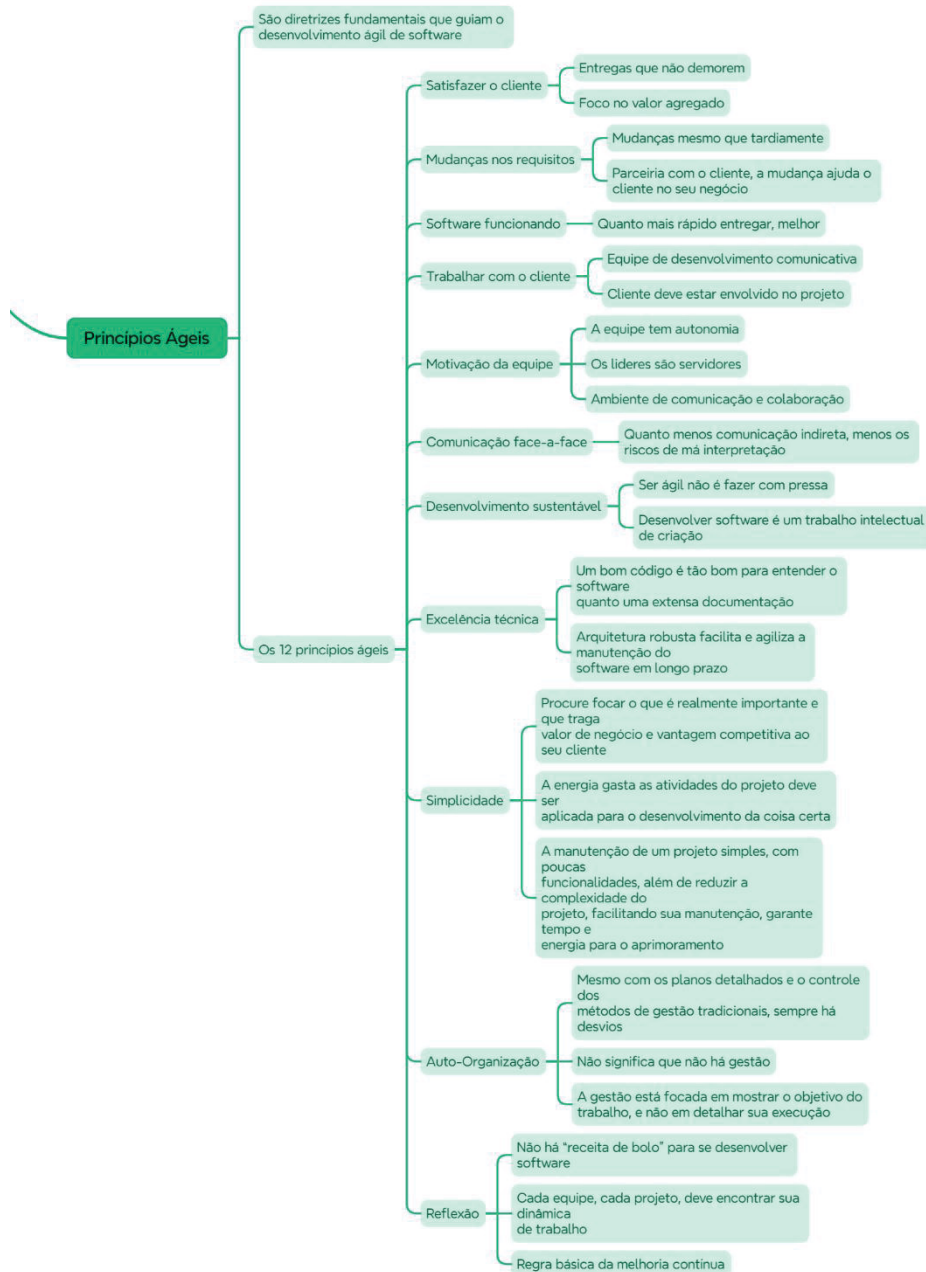 São diretrizes fundamentais que guiam o
desenvolvimento ágil de software
Satisfazer o cliente
Entregas que não demorem
Foco no valor agregado
Mudanças nos requisitos
Mudanças mesmo que tardiamente
Parceiria com o cliente, a mudança ajuda o
cliente no seu negócio
Software funcionando
Quanto mais rápido entregar, melhor
Trabalhar com o cliente
Equipe de desenvolvimento comunicativa
Cliente deve estar envolvido no projeto
Princípios Ágeis
Motivação da equipe
A equipe tem autonomia
Os lideres são servidores
Ambiente de comunicação e colaboração
Comunicação face-a-face
Quanto menos comunicação indireta, menos os
riscos de má interpretação
Desenvolvimento sustentável
Ser ágil não é fazer com pressa
Desenvolver software é um trabalho intelectual
de criação
Os 12 princípios ágeis
Excelência técnica
Um bom código é tão bom para entender o
software
quanto uma extensa documentação
Arquitetura robusta facilita e agiliza a
manutenção do
software em longo prazo
Simplicidade
Procure focar o que é realmente importante e
que traga
valor de negócio e vantagem competitiva ao
seu cliente
A energia gasta as atividades do projeto deve
ser
aplicada para o desenvolvimento da coisa certa
A manutenção de um projeto simples, com
poucas
funcionalidades, além de reduzir a
complexidade do
projeto, facilitando sua manutenção, garante
tempo e
energia para o aprimoramento
Auto-Organização
Mesmo com os planos detalhados e o controle
dos
métodos de gestão tradicionais, sempre há
desvios
Não significa que não há gestão
A gestão está focada em mostrar o objetivo do
trabalho, e não em detalhar sua execução
Reflexão
Não há “receita de bolo” para se desenvolver
software
Cada equipe, cada projeto, deve encontrar sua
dinâmica
de trabalho
Regra básica da melhoria contínua